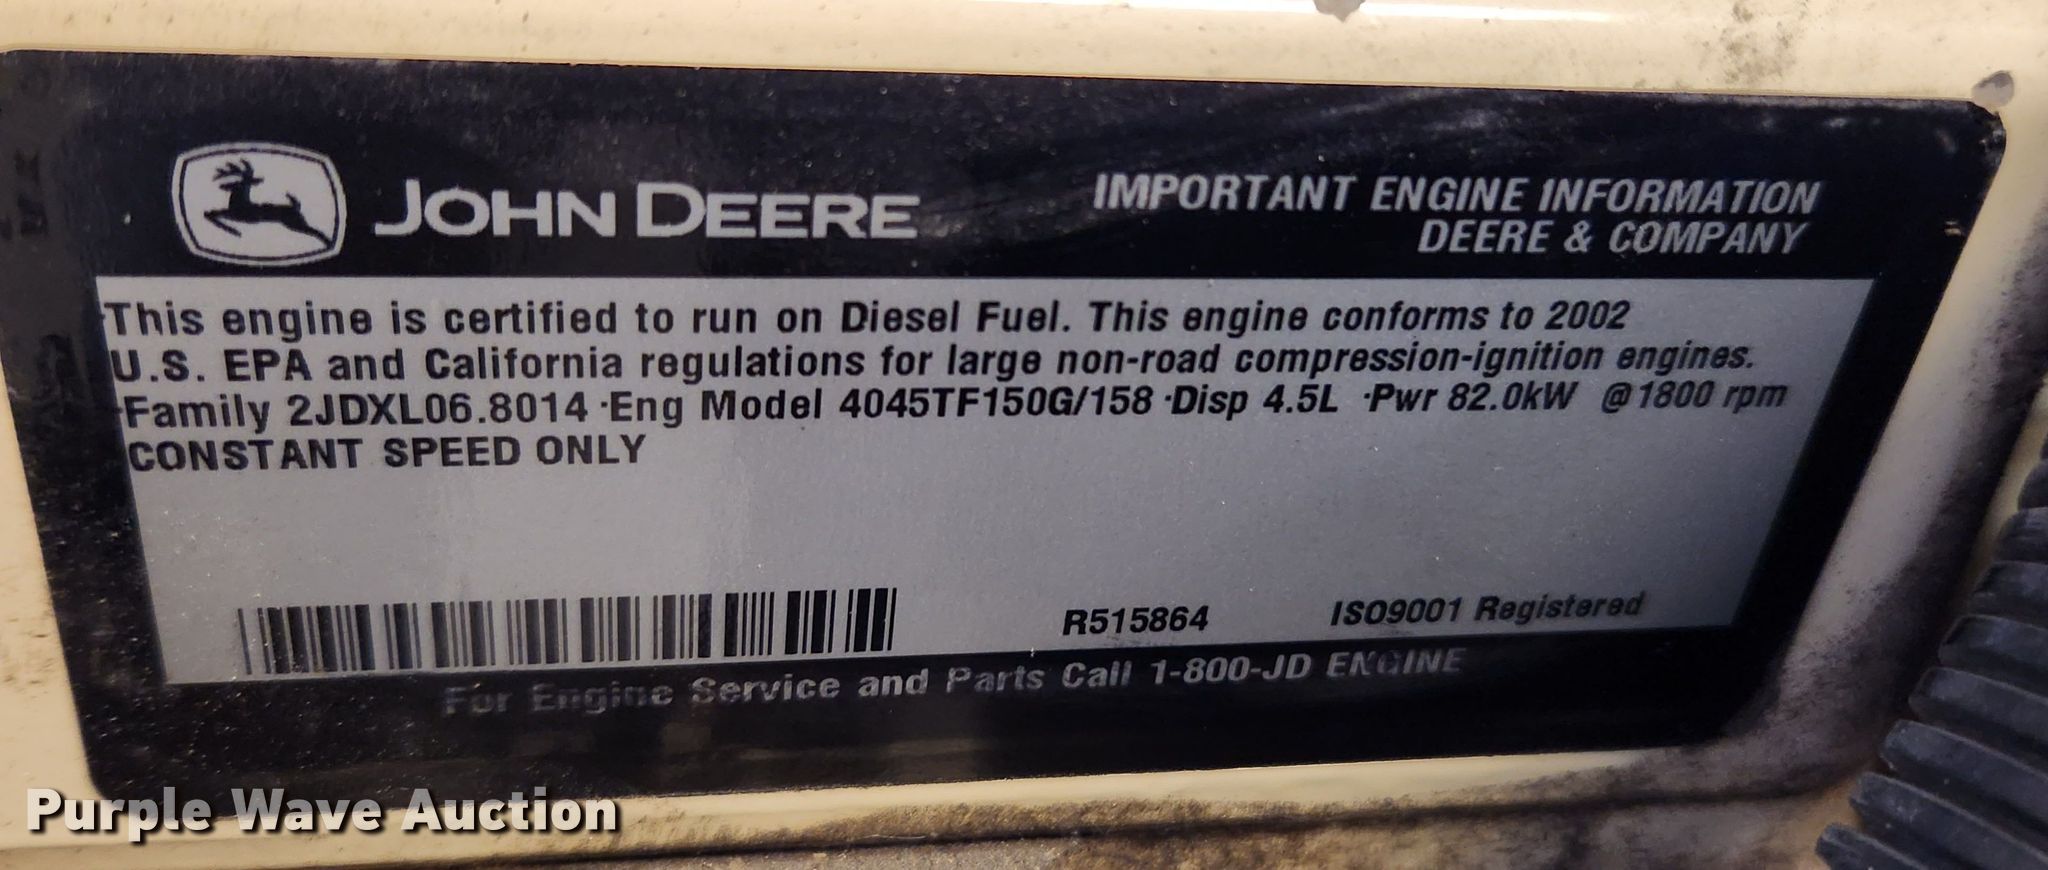 JOHN DEERE
IMPORTANT ENGINE INFORMATION
DEERE & COMPANY
This engine is certified to run on Diesel Fuel. This engine conforms to 2002
U.S. EPA and California regulations for large non-road compression-ignition engines.
Family 2JDXL06.8014 ·Eng Model 4045TF150G/158 ·Disp 4.5L ·Pwr 82.0kW @1800 rpm
CONSTANT SPEED ONLY
R515864 ISO9001 Registered
For Engine Service and Parts Call 1-800-JD ENGINE
Purple Wave Auction